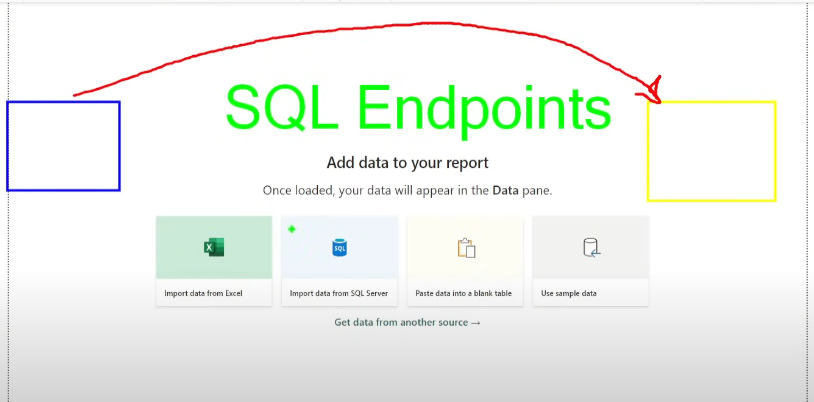 SQL Endpoints
Add data to your report
Once loaded, your data will appear in the Data pane.
SQL
Import data from Excel
Import data from SQL Server
Paste data into a blank table
Use sample data
Get data from another source →